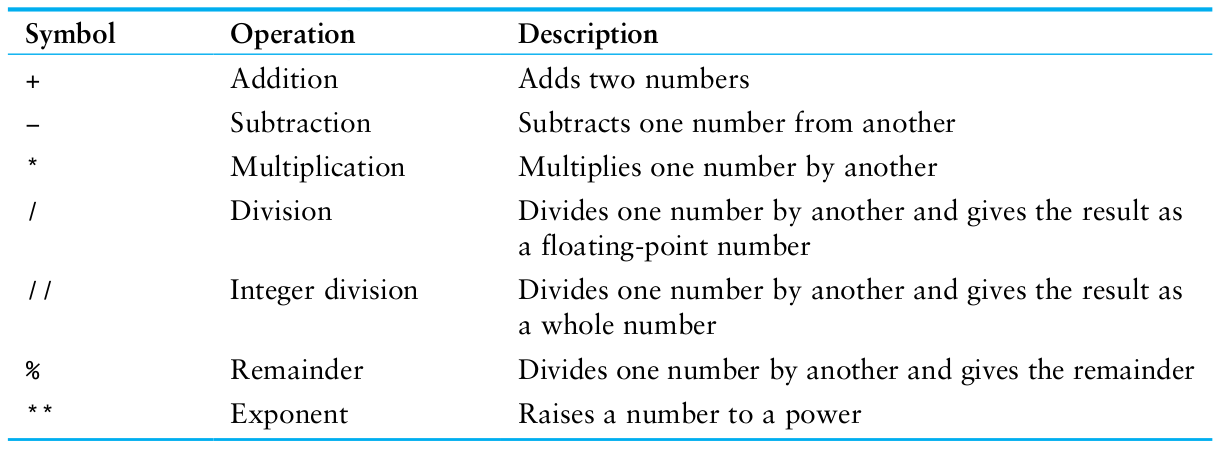 Symbol Operation Description
+ Addition Adds two numbers
– Subtraction Subtracts one number from another
* Multiplication Multiplies one number by another
/ Division Divides one number by another and gives the result as
a floating-point number
// Integer division Divides one number by another and gives the result as
a whole number
% Remainder Divides one number by another and gives the remainder
** Exponent Raises a number to a power